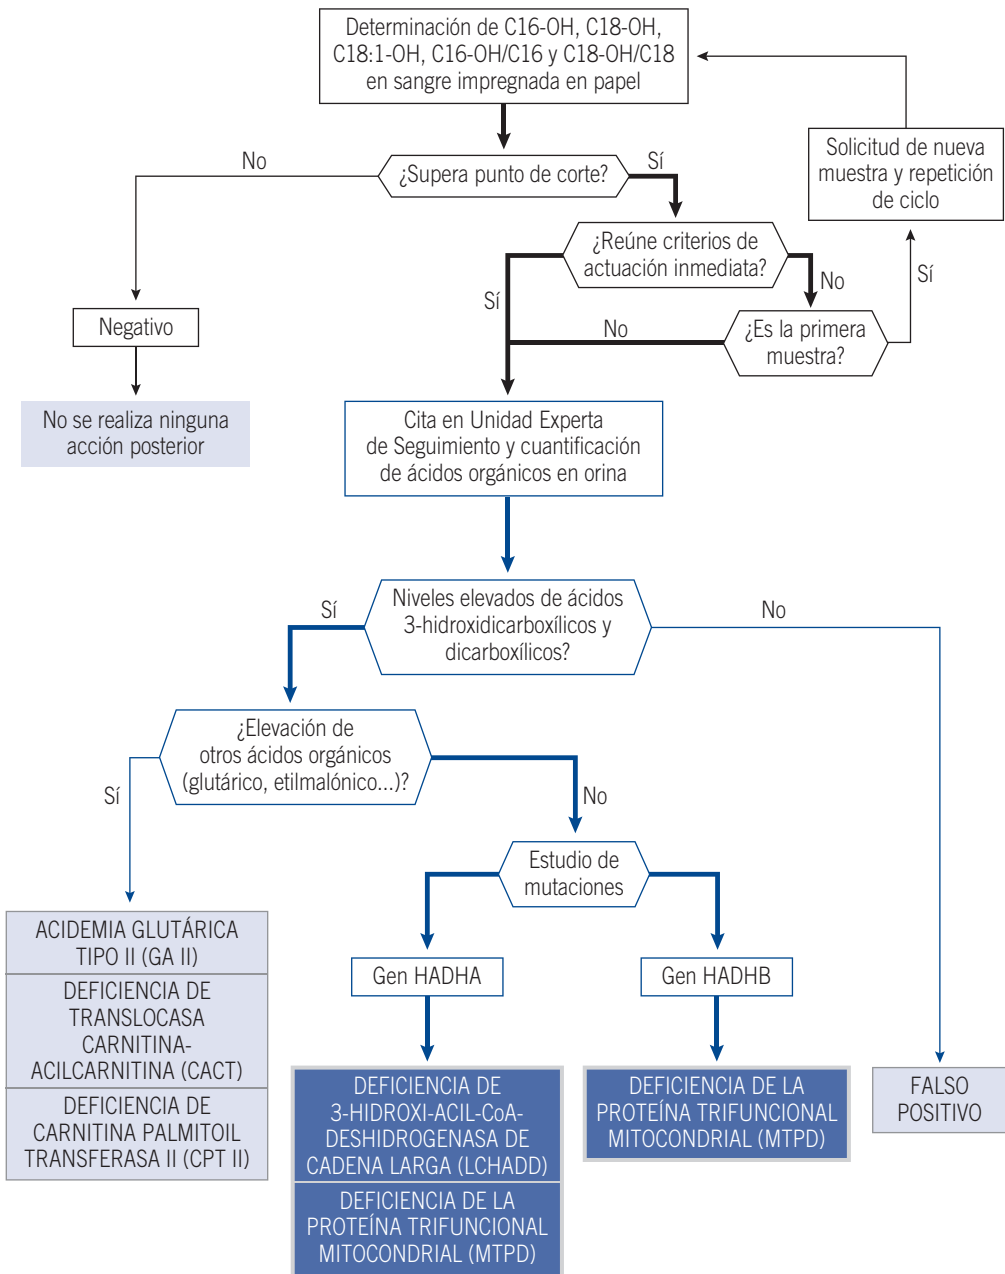 Determinación de C16-OH, C18-OH,
C18:1-OH, C16-OH/C16 y C18-OH/C18
en sangre impregnada en papel
Solicitud de nueva
muestra y repetición
de ciclo
No
¿Supera punto de corte?
Sí
¿Reúne criterios de
actuación inmediata?
Sí
No
Sí
Negativo
No
¿Es la primera
muestra?
No se realiza ninguna
acción posterior
Cita en Unidad Experta
de Seguimiento y cuantificación
de ácidos orgánicos en orina
Sí
Niveles elevados de ácidos
3-hidroxidicarboxílicos y
dicarboxílicos?
No
¿Elevación de
otros ácidos orgánicos
(glutárico, etilmalónico...)?
Sí
No
Estudio de
mutaciones
ACIDEMIA GLUTÁRICA
TIPO II (GA II)
DEFICIENCIA DE
TRANSLOCASA
CARNITINA-
ACILCARNITINA (CACT)
DEFICIENCIA DE
CARNITINA PALMITOIL
TRANSFERASA II (CPT II)
Gen HADHA
Gen HADHB
DEFICIENCIA DE
3-HIDROXI-ACIL-CoA-
DESHIDROGENASA DE
CADENA LARGA (LCHADD)
DEFICIENCIA DE LA
PROTEÍNA TRIFUNCIONAL
MITOCONDRIAL (MTPD)
DEFICIENCIA DE LA
PROTEÍNA TRIFUNCIONAL
MITOCONDRIAL (MTPD)
FALSO
POSITIVO